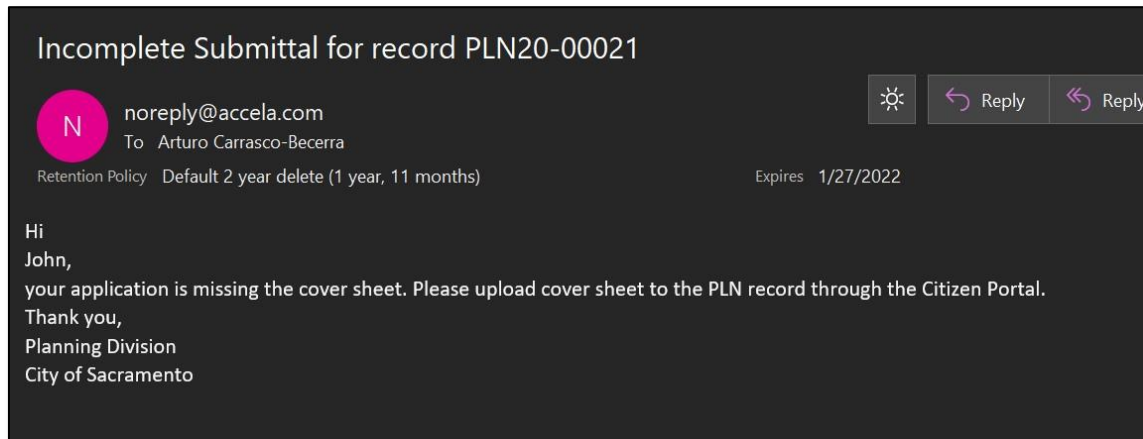 Incomplete Submittal for record PLN20-00021
N
noreply@accela.com
To Arturo Carrasco-Becerra
Reply
Reply
Retention Policy Default 2 year delete (1 year, 11 months)
Expires 1/27/2022
Hi
John,
your application is missing the cover sheet. Please upload cover sheet to the PLN record through the Citizen Portal.
Thank you,
Planning Division
City of Sacramento